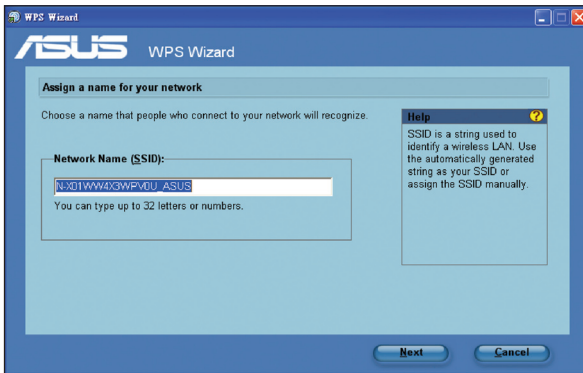 WPS Wizard
ASUS WPS Wizard
Assign a name for your network
Choose a name that people who connect to your network will recognize.
Network Name (SSID):
N-X01WW4X3WPV0U_ASUS
You can type up to 32 letters or numbers.
Help
SSID is a string used to
identify a wireless LAN. Use
the automatically generated
string as your SSID or
assign the SSID manually.
Next
Cancel